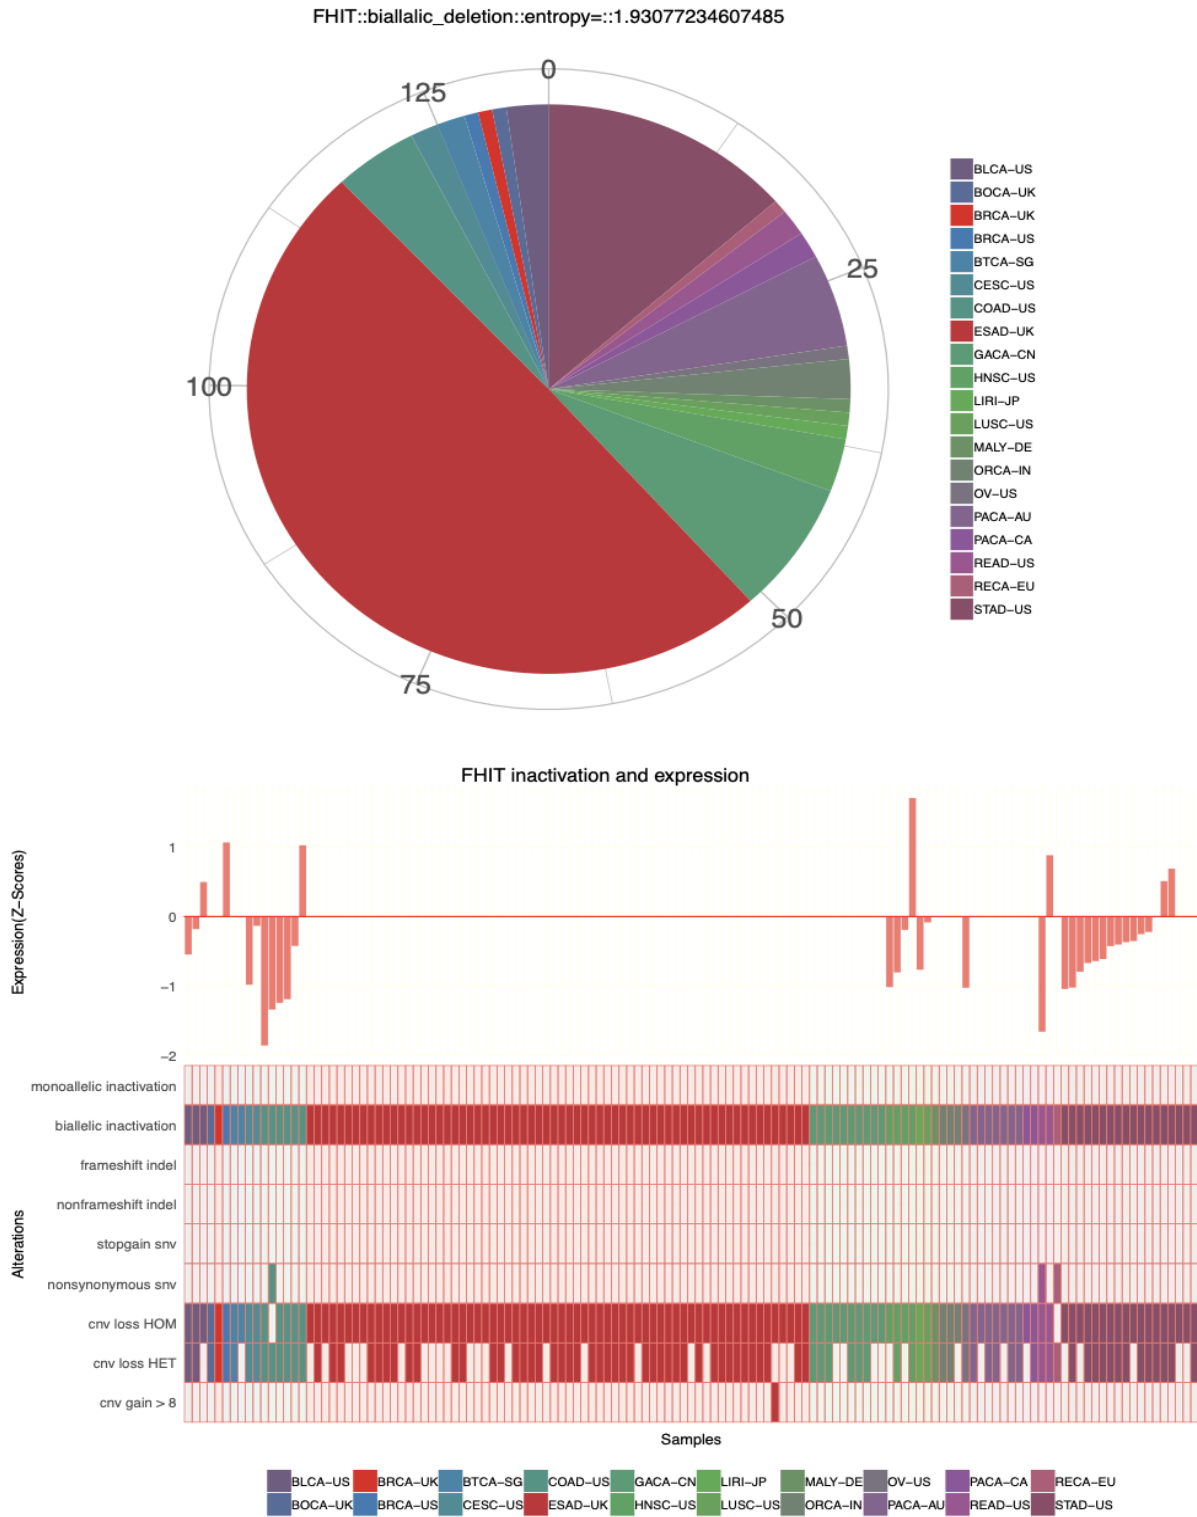 FHIT::biallalic_deletion::entropy=::1.93077234607485
0
125
25
100
50
75
BLCA−US
BOCA−UK
BRCA−UK
BRCA−US
BTCA−SG
CESC−US
COAD−US
ESAD−UK
GACA−CN
HNSC−US
LIRI−JP
LUSC−US
MALY−DE
ORCA−IN
OV−US
PACA−AU
PACA−CA
READ−US
RECA−EU
STAD−US
FHIT inactivation and expression
Expression(Z−Scores)
1
0
−1
−2
Alterations
monoallelic inactivation
biallelic inactivation
frameshift indel
nonframeshift indel
stopgain snv
nonsynonymous snv
cnv loss HOM
cnv loss HET
cnv gain > 8
Samples
BLCA−US BRCA−UK BTCA−SG COAD−US GACA−CN LIRI−JP MALY−DE OV−US PACA−CA RECA−EU
BOCA−UK BRCA−US CESC−US ESAD−UK HNSC−US LUSC−US ORCA−IN PACA−AU READ−US STAD−US